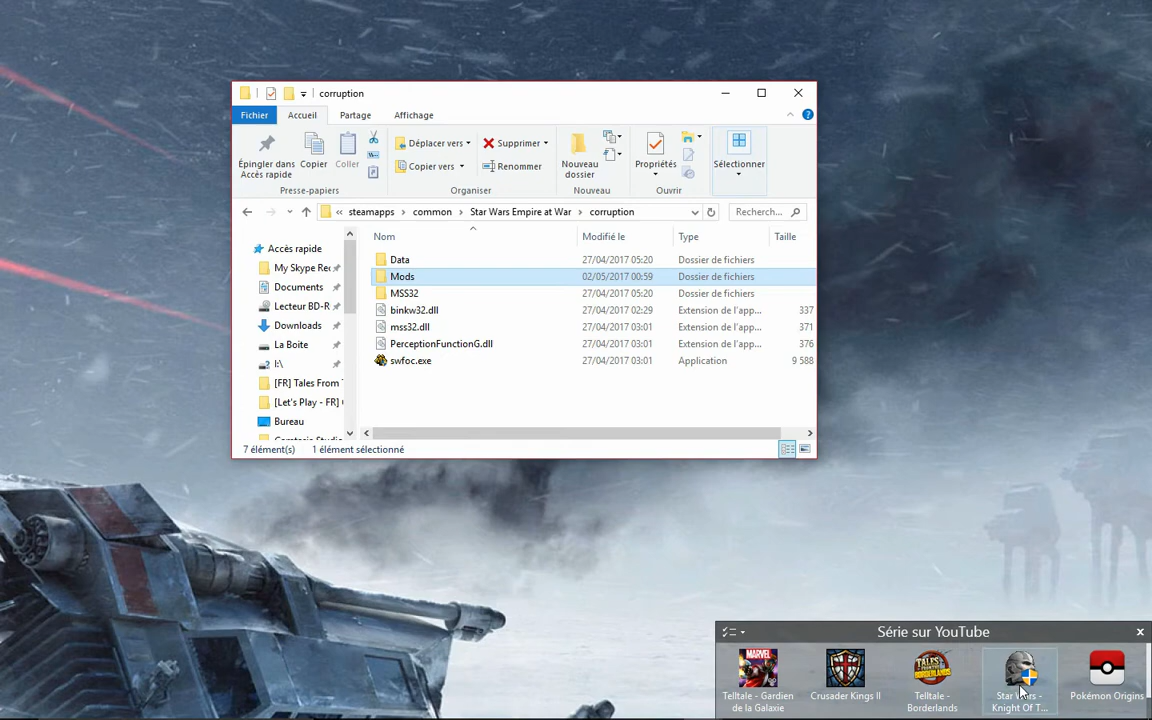 corruption
Fichier Accueil Partage Affichage
Épingler dans
Accès rapide
Copier
Coller
Presse-papiers
Déplacer vers
Copier vers
Supprimer
Renommer
Organiser
Nouveau
dossier
Nouveau
Propriétés
Ouvrir
Sélectionner
« steamapps › common › Star Wars Empire at War › corruption
Recherch...
Nom Modifié le Type Taille
Accès rapide
My Skype Rec
Documents
Lecteur BD-R
Downloads
La Boite
I:\
[FR] Tales From
[Let's Play - FR]
Bureau
Camtasia Studio
Data 27/04/2017 05:20 Dossier de fichiers
Mods 02/05/2017 00:59 Dossier de fichiers
MSS32 27/04/2017 05:20 Dossier de fichiers
binkw32.dll 27/04/2017 02:29 Extension de l'app... 337
mss32.dll 27/04/2017 03:01 Extension de l'app... 371
PerceptionFunctionG.dll 27/04/2017 03:01 Extension de l'app... 376
swfoc.exe 27/04/2017 03:01 Application 9 588
7 élément(s) 1 élément sélectionné
Série sur YouTube
MARVEL
Telltale - Gardien
de la Galaxie
Crusader Kings II
TALES
BORDERLANDS
Telltale -
Borderlands
Star Wars -
Knight Of T...
Pokémon Origins